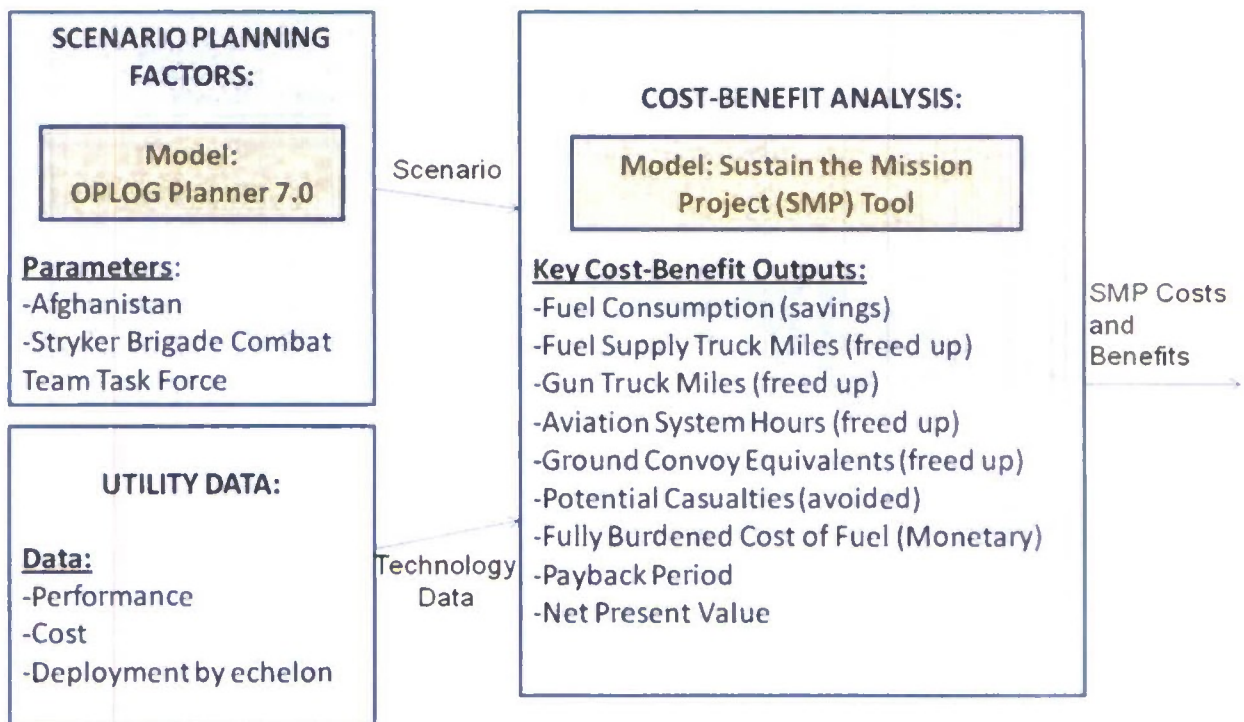 SCENARIO PLANNING
FACTORS:
Model:
OPLOG Planner 7.0
Parameters:
-Afghanistan
-Stryker Brigade Combat
Team Task Force
Scenario
UTILITY DATA:
Data:
-Performance
-Cost
-Deployment by echelon
Technology
Data
COST-BENEFIT ANALYSIS:
Model: Sustain the Mission
Project (SMP) Tool
Key Cost-Benefit Outputs:
-Fuel Consumption (savings)
-Fuel Supply Truck Miles (freed up)
-Gun Truck Miles (freed up)
-Aviation System Hours (freed up)
-Ground Convoy Equivalents (freed up)
-Potential Casualties (avoided)
-Fully Burdened Cost of Fuel (Monetary)
-Payback Period
-Net Present Value
SMP Costs
and
Benefits